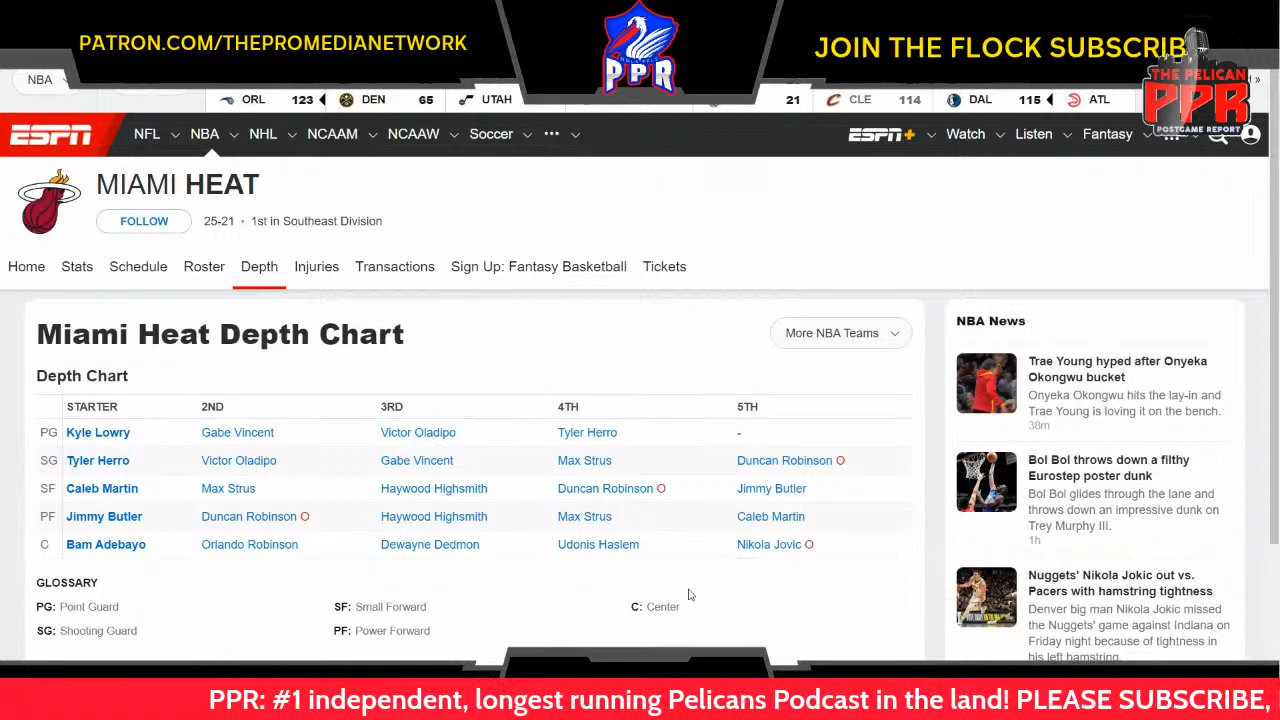 PATRON.COM/THEPROMEDIANETWORK
PPR
JOIN THE FLOCK SUBSCRIB
THE PELICAN
PPR
POSTGAME REPORT
NBA
ORL 123 DEN 65 UTAH 21 CLE 114 DAL 115 ATL
ESPN NFL NBA NHL NCAAM NCAAW Soccer ••• ESPN+ Watch Listen Fantasy
MIAMI HEAT
FOLLOW 25-21 • 1st in Southeast Division
Home Stats Schedule Roster Depth Injuries Transactions Sign Up: Fantasy Basketball Tickets
Miami Heat Depth Chart
More NBA Teams
Depth Chart
STARTER 2ND 3RD 4TH 5TH
PG Kyle Lowry Gabe Vincent Victor Oladipo Tyler Herro -
SG Tyler Herro Victor Oladipo Gabe Vincent Max Strus Duncan Robinson O
SF Caleb Martin Max Strus Haywood Highsmith Duncan Robinson O Jimmy Butler
PF Jimmy Butler Duncan Robinson O Haywood Highsmith Max Strus Caleb Martin
C Bam Adebayo Orlando Robinson Dewayne Dedmon Udonis Haslem Nikola Jovic O
GLOSSARY
PG: Point Guard SF: Small Forward C: Center
SG: Shooting Guard PF: Power Forward
NBA News
Trae Young hyped after Onyeka
Okongwu bucket
Onyeka Okongwu hits the lay-in and
Trae Young is loving it on the bench.
38m
Bol Bol throws down a filthy
Eurostep poster dunk
Bol Bol glides through the lane and
throws down an impressive dunk on
Trey Murphy III.
1h
Nuggets' Nikola Jokic out vs.
Pacers with hamstring tightness
Denver big man Nikola Jokic missed
the Nuggets' game against Indiana on
Friday night because of tightness in
his left hamstring.
PPR: #1 independent, longest running Pelicans Podcast in the land! PLEASE SUBSCRIBE,